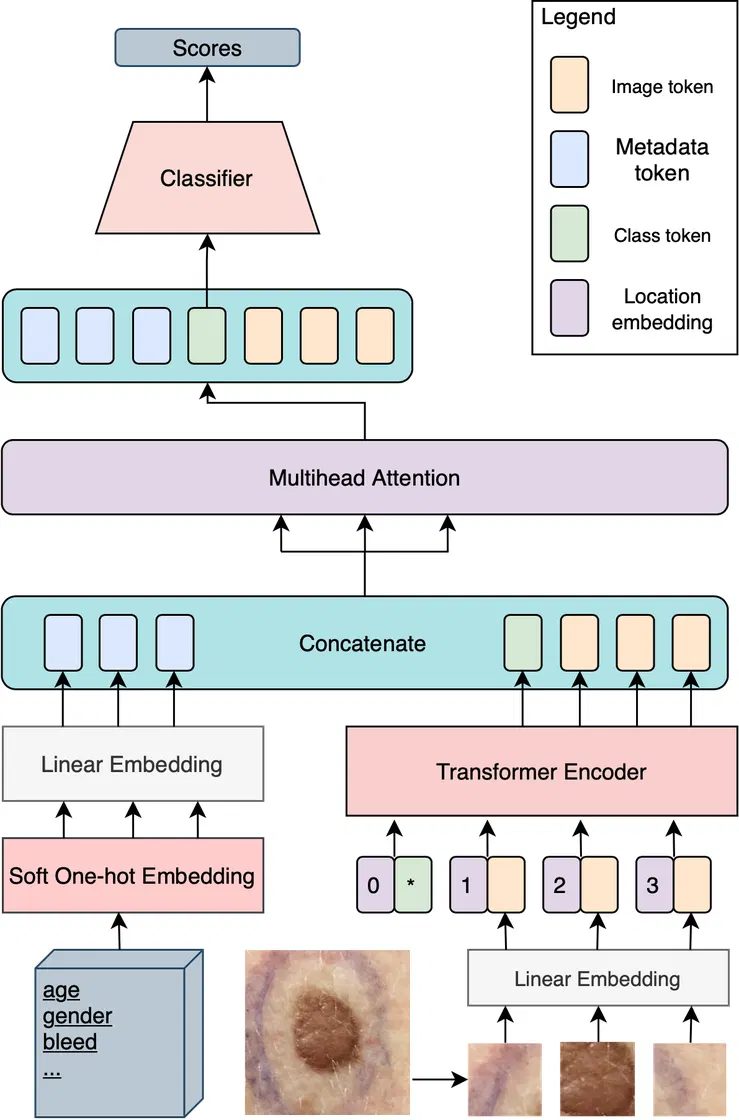 Scores
Classifier
Legend
Image token
Metadata
token
Class token
Location
embedding
Multihead Attention
Concatenate
Linear Embedding
Transformer Encoder
Soft One-hot Embedding
0 * 1 2 3
Linear Embedding
age
gender
bleed
...